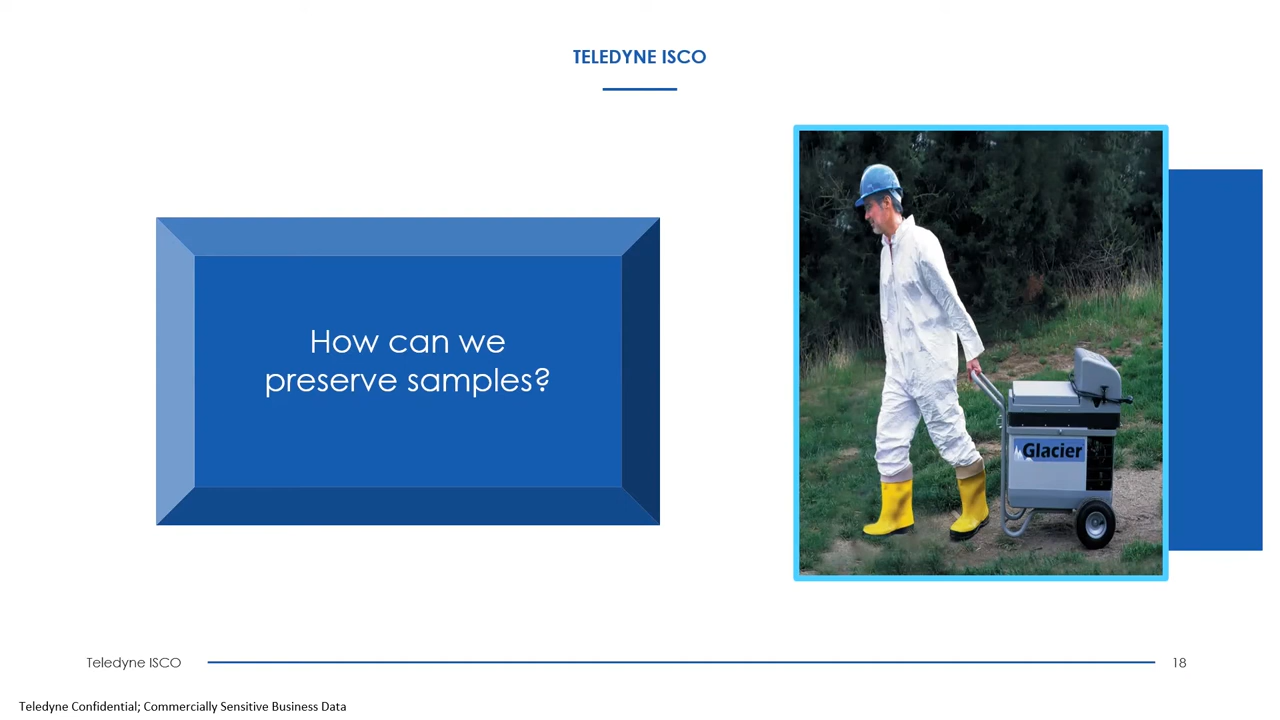 TELEDYNE ISCO
How can we
preserve samples?
Glacier
Teledyne ISCO
18
Teledyne Confidential; Commercially Sensitive Business Data